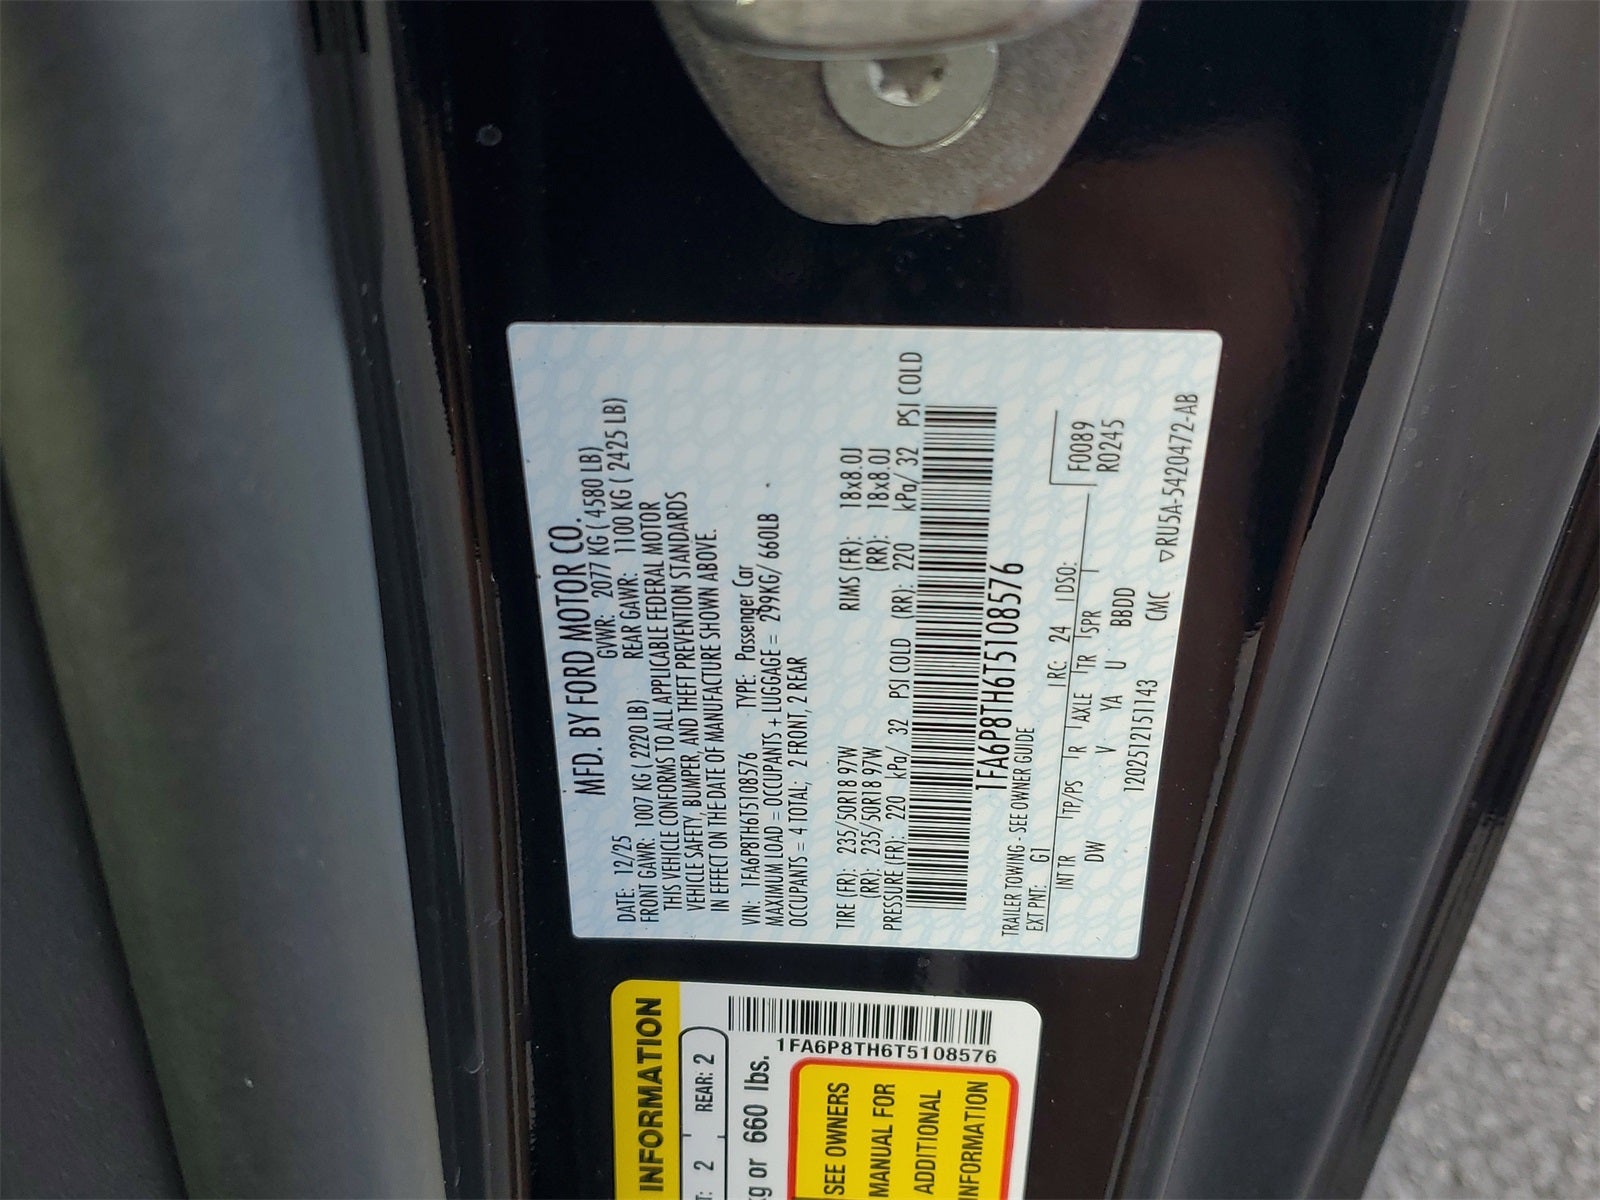 MFD. BY FORD MOTOR CO.
DATE: 12/25 GVWR: 2077 KG ( 4580 LB)
FRONT GAWR: 1007 KG ( 2220 LB) REAR GAWR: 1100 KG ( 2425 LB)
THIS VEHICLE CONFORMS TO ALL APPLICABLE FEDERAL MOTOR
VEHICLE SAFETY, BUMPER, AND THEFT PREVENTION STANDARDS
IN EFFECT ON THE DATE OF MANUFACTURE SHOWN ABOVE.
VIN: 1FA6P8TH6T5108576 TYPE: Passenger Car
MAXIMUM LOAD = OCCUPANTS + LUGGAGE = 299KG/ 660LB
OCCUPANTS = 4 TOTAL; 2 FRONT, 2 REAR
TIRE (FR): 235/50R18 97W RIMS (FR): 18x8.0J
(RR): 235/50R18 97W (RR): 18x8.0J
PRESSURE (FR): 220 kPa/ 32 PSI COLD (RR): 220 kPa/ 32 PSI COLD
1FA6P8TH6T5108576
TRAILER TOWING - SEE OWNER GUIDE
EXT PNT: G1 RC: 24 DSO: F0089
R0245
INT TR TP/PS R AXLE TR SPR
DW V YA U BBDD
1202512151143 CMC ▽RU5A-5420472-AB
INFORMATION
2 REAR: 2
kg or 660 lbs.
1FA6P8TH6T5108576
SEE OWNERS
MANUAL FOR
ADDITIONAL
INFORMATION